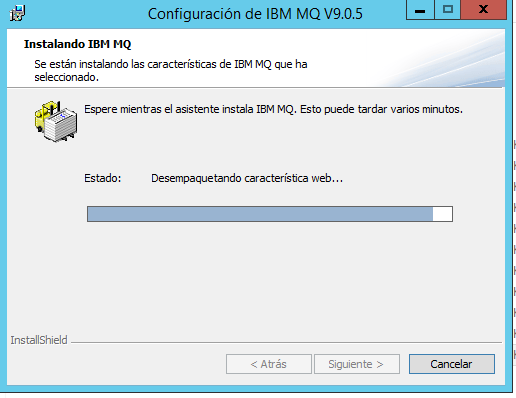 Configuración de IBM MQ V9.0.5
Instalando IBM MQ
Se están instalando las características de IBM MQ que ha
seleccionado.
Espere mientras el asistente instala IBM MQ. Esto puede tardar varios minutos.
Estado: Desempaquetando característica web...
InstallShield
< Atrás Siguiente > Cancelar